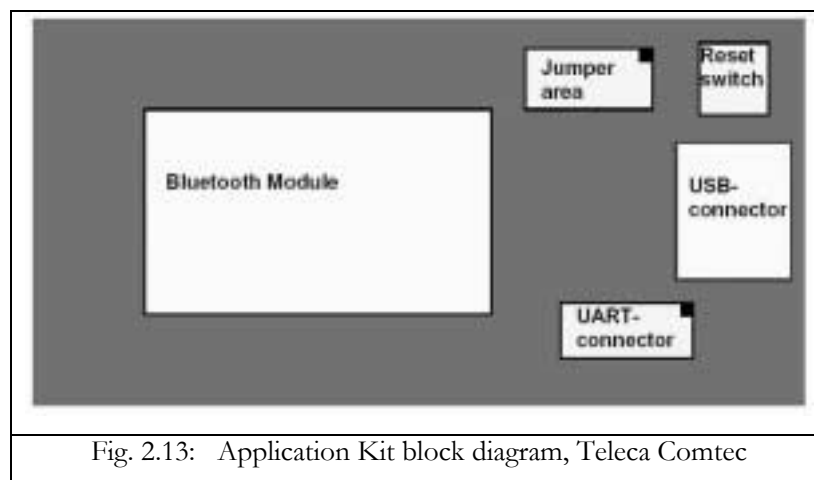 Jumper
area
Reset
switch
Bluetooth Module
USB-
connector
UART-
connector
Fig. 2.13: Application Kit block diagram, Teleca Comtec